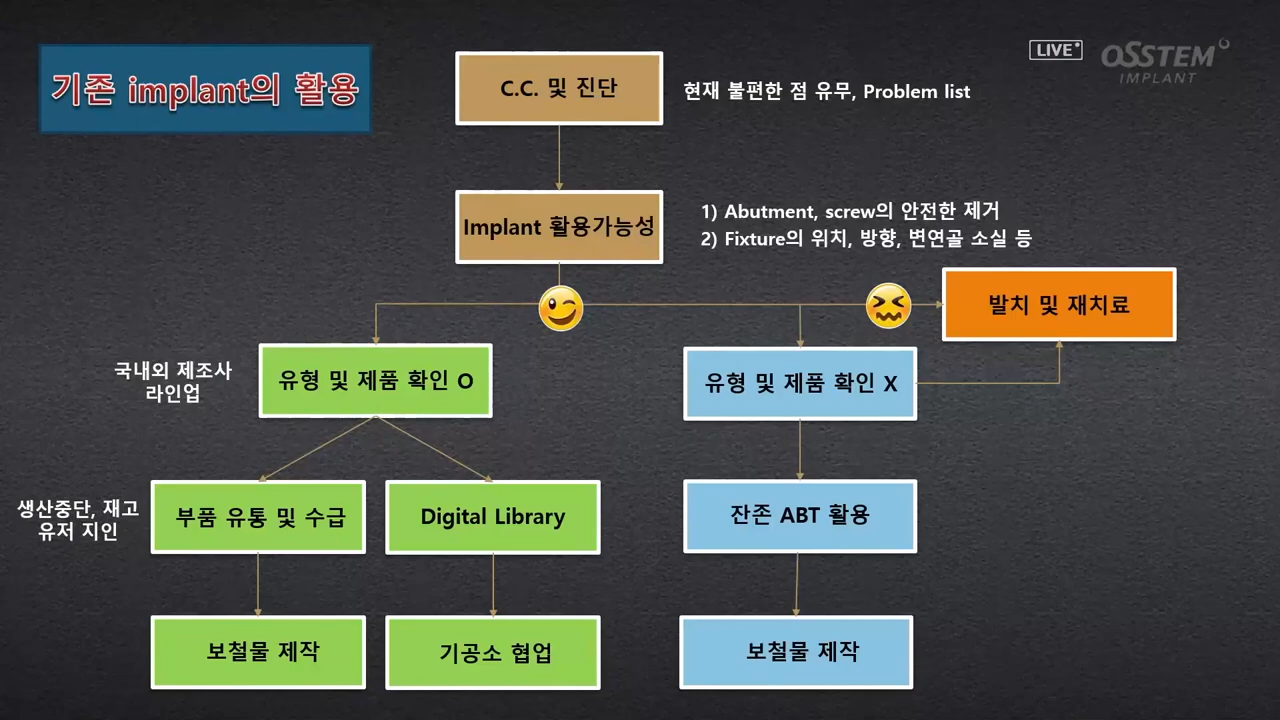 LIVE
OSSTEM
IMPLANT
기존 implant의 활용
C.C. 및 진단
현재 불편한 점 유무, Problem list
Implant 활용가능성
1) Abutment, screw의 안전한 제거
2) Fixture의 위치, 방향, 변연골 소실 등
발치 및 재치료
국내외 제조사
라인업
유형 및 제품 확인 O
유형 및 제품 확인 X
생산중단, 재고
유저 지인
부품 유통 및 수급
Digital Library
잔존 ABT 활용
보철물 제작
기공소 협업
보철물 제작